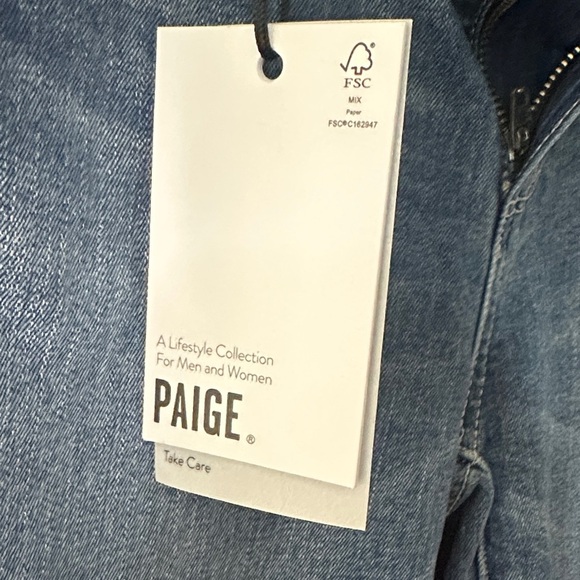 FSC®
MIX
Paper
FSC®C162947
A Lifestyle Collection
For Men and Women
PAIGE®
Take Care